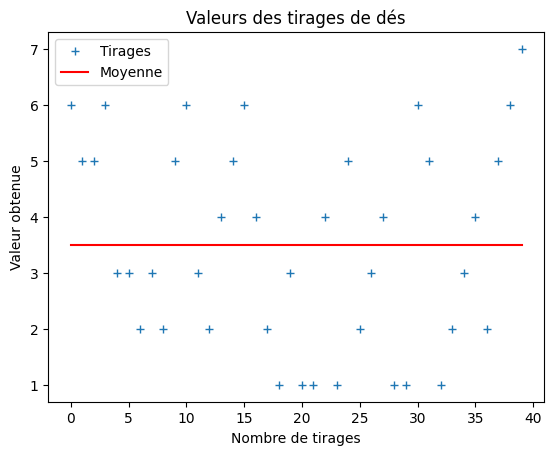 Valeurs des tirages de dés
Tirages
Moyenne
Valeur obtenue
7
6
5
4
3
2
1
0 5 10 15 20 25 30 35 40
Nombre de tirages